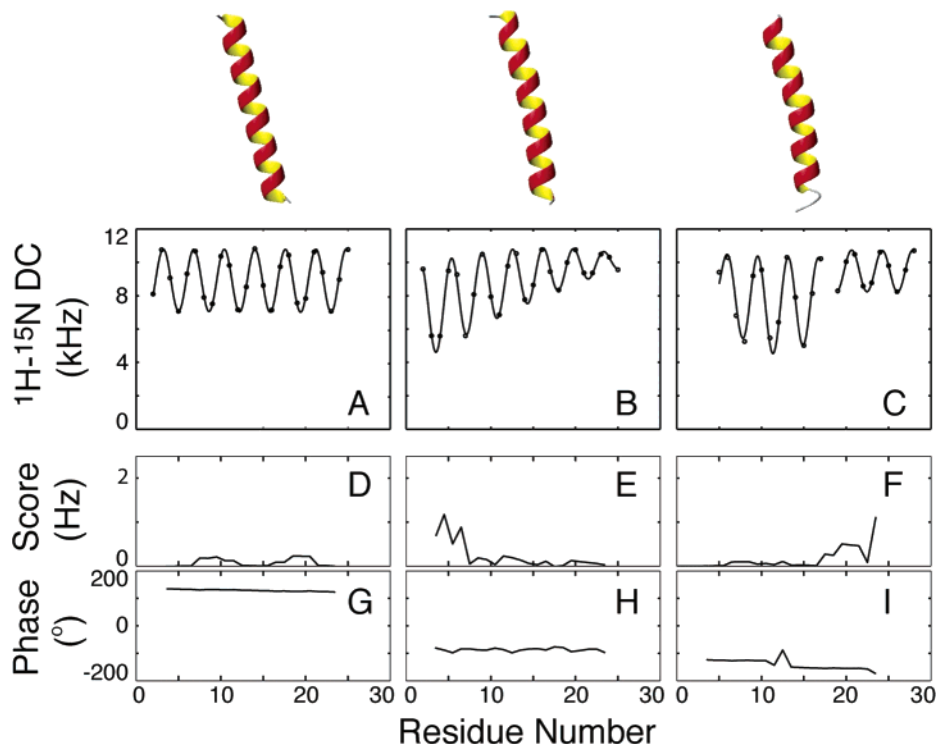 ¹H-¹⁵N DC
(kHz)
12
8
4
0
A
B
C
Score
(Hz)
2
0
D
E
F
Phase
(°)
200
0
-200
G
H
I
0 10 20 30 0 10 20 30 0 10 20 30
Residue Number